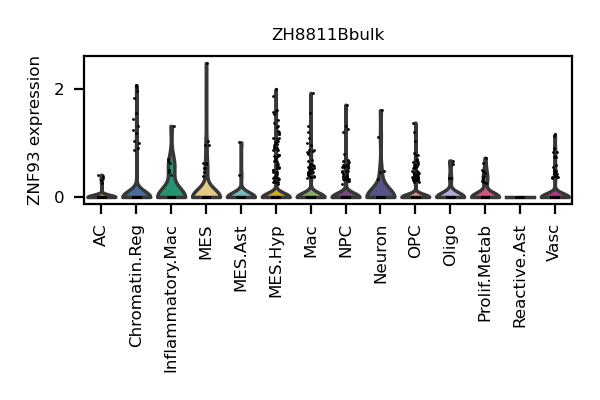 ZH8811Bbulk
ZNF93 expression
2
0
AC
Chromatin.Reg
Inflammatory.Mac
MES
MES.Ast
MES.Hyp
Mac
NPC
Neuron
OPC
Oligo
Prolif.Metab
Reactive.Ast
Vasc